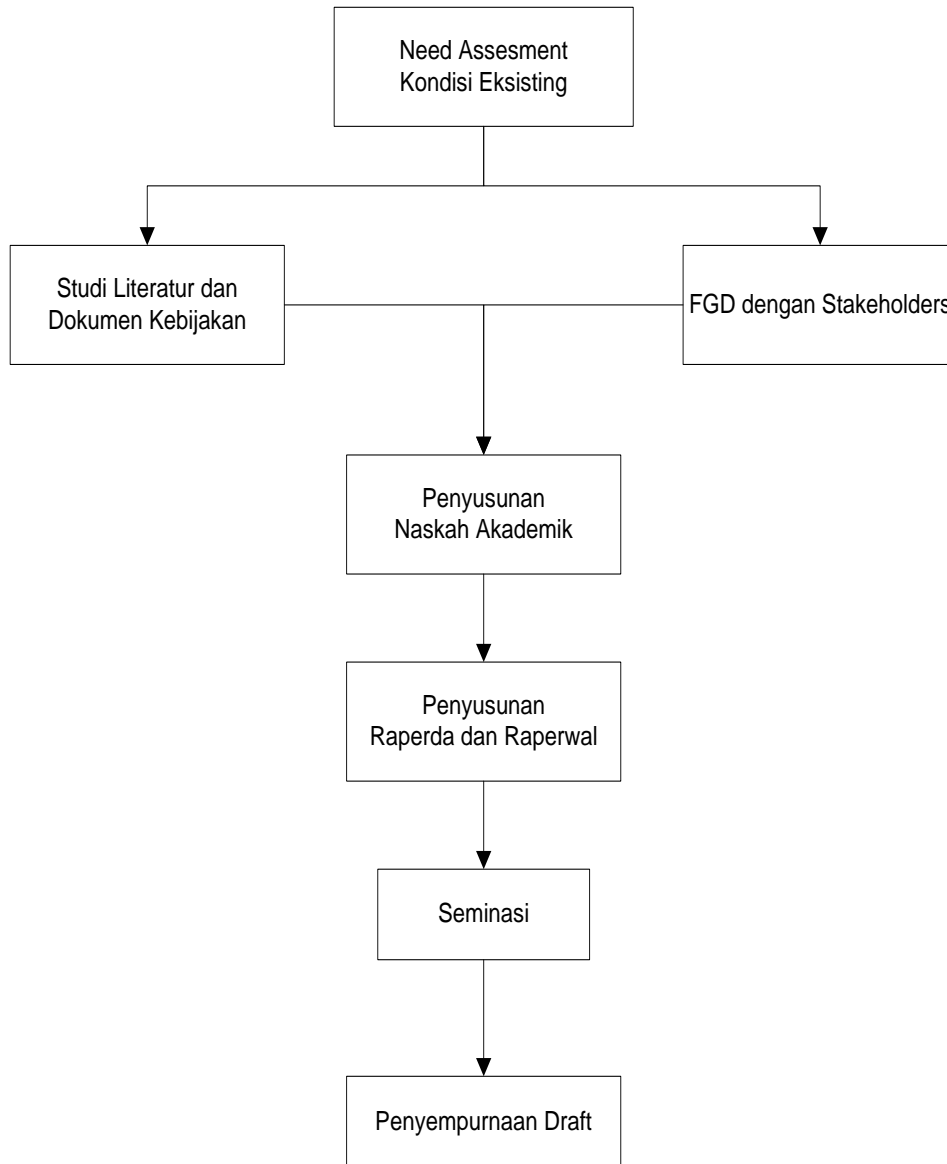 Need Assesment
Kondisi Eksisting
Studi Literatur dan
Dokumen Kebijakan
FGD dengan Stakeholders
Penyusunan
Naskah Akademik
Penyusunan
Raperda dan Raperwal
Seminasi
Penyempurnaan Draft